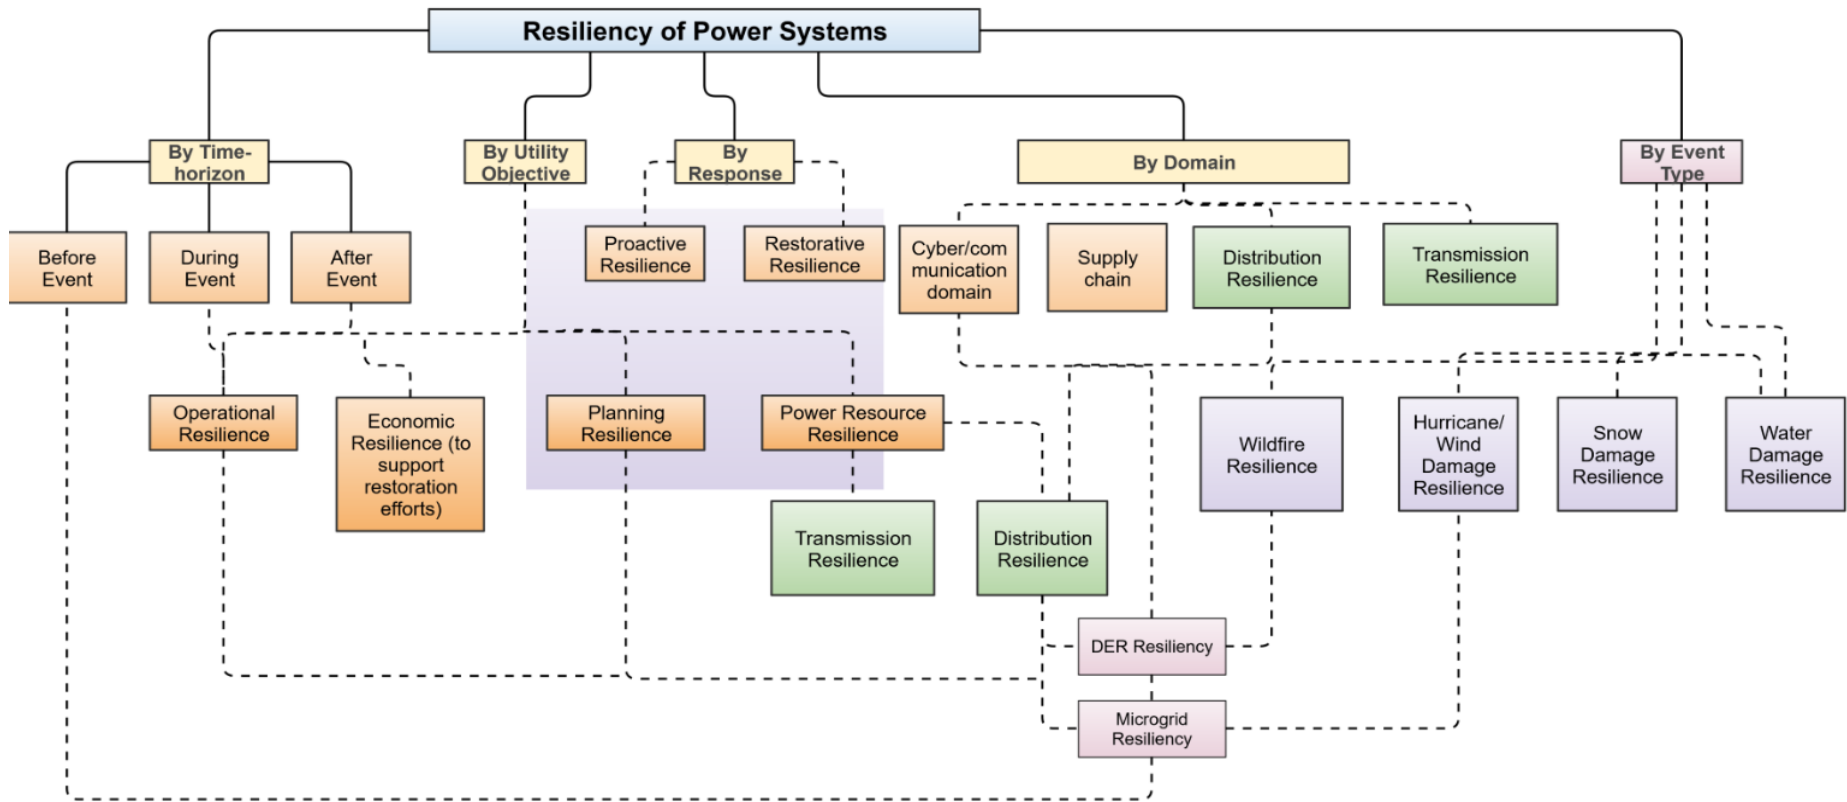 Resiliency of Power Systems
By Time-
horizon
By Utility
Objective
By
Response
By Domain
By Event
Type
Before
Event
During
Event
After
Event
Proactive
Resilience
Restorative
Resilience
Cyber/com
munication
domain
Supply
chain
Distribution
Resilience
Transmission
Resilience
Operational
Resilience
Economic
Resilience (to
support
restoration
efforts)
Planning
Resilience
Power Resource
Resilience
Wildfire
Resilience
Hurricane/
Wind
Damage
Resilience
Snow
Damage
Resilience
Water
Damage
Resilience
Transmission
Resilience
Distribution
Resilience
DER Resiliency
Microgrid
Resiliency